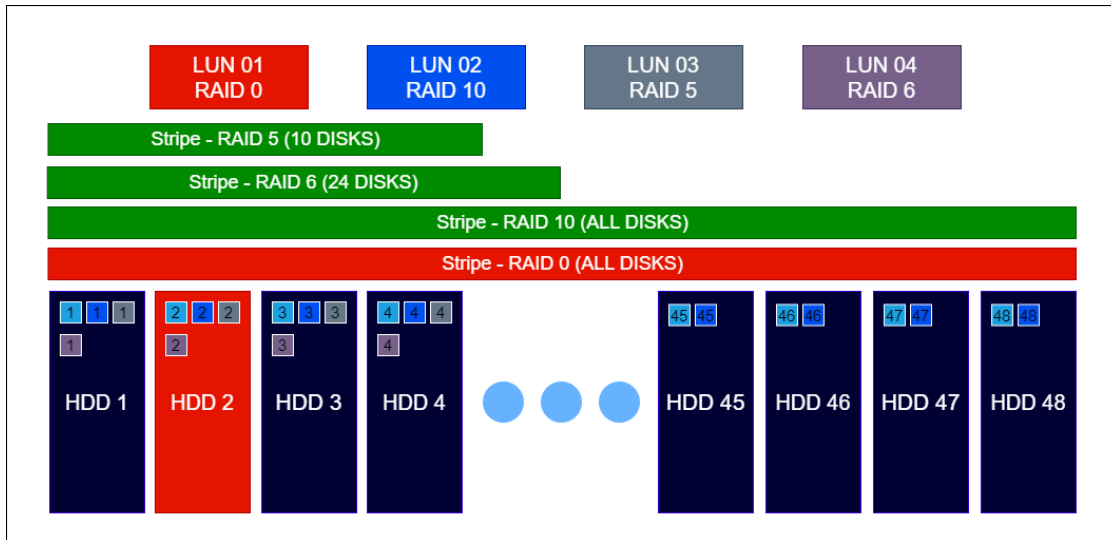 LUN 01
RAID 0
LUN 02
RAID 10
LUN 03
RAID 5
LUN 04
RAID 6
Stripe - RAID 5 (10 DISKS)
Stripe - RAID 6 (24 DISKS)
Stripe - RAID 10 (ALL DISKS)
Stripe - RAID 0 (ALL DISKS)
1 1 1
1
HDD 1
2 2 2
2
HDD 2
3 3 3
3
HDD 3
4 4 4
4
HDD 4
45 45
HDD 45
46 46
HDD 46
47 47
HDD 47
48 48
HDD 48